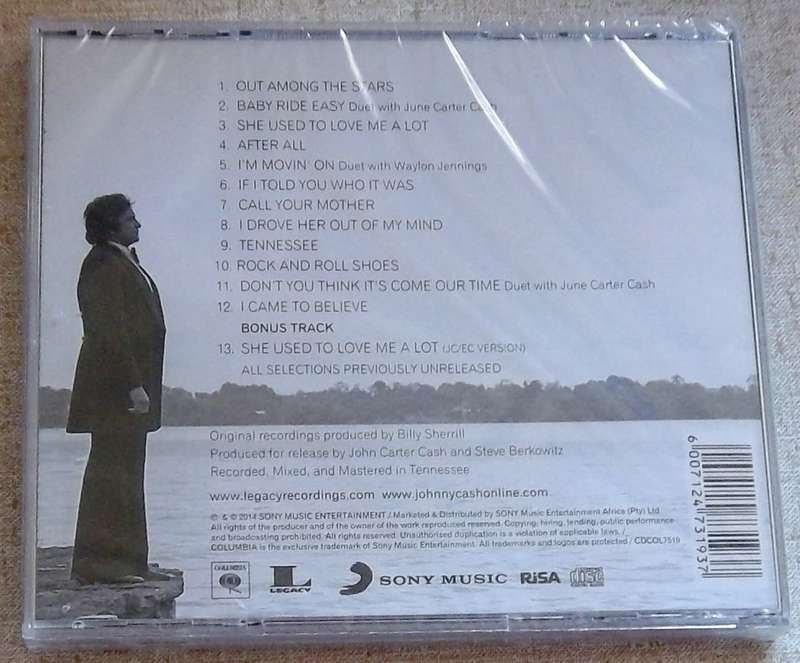 1. OUT AMONG THE STARS
2. BABY RIDE EASY Duet with June Carter Cash
3. SHE USED TO LOVE ME A LOT
4. AFTER ALL
5. I'M MOVIN' ON Duet with Waylon Jennings
6. IF I TOLD YOU WHO IT WAS
7. CALL YOUR MOTHER
8. I DROVE HER OUT OF MY MIND
9. TENNESSEE
10. ROCK AND ROLL SHOES
11. DON'T YOU THINK IT'S COME OUR TIME Duet with June Carter Cash
12. I CAME TO BELIEVE
BONUS TRACK
13. SHE USED TO LOVE ME A LOT (JC/EC VERSION)
ALL SELECTIONS PREVIOUSLY UNRELEASED
Original recordings produced by Billy Sherrill
Produced for release by John Carter Cash and Steve Berkowitz
Recorded, Mixed, and Mastered in Tennessee
www.legacyrecordings.com www.johnnycashonline.com
℗ & © 2014 SONY MUSIC ENTERTAINMENT / Marketed & Distributed by SONY Music Entertainment Africa (Pty) Ltd
All rights of the producer and of the owner of the work reproduced reserved. Copying, hiring, lending, public performance
and broadcasting prohibited. All rights reserved. Unauthorised duplication is a violation of applicable laws. /
COLUMBIA is the exclusive trademark of Sony Music Entertainment. All trademarks and logos are protected / CDCOL7519
COLUMBIA
L
LEGACY
SONY MUSIC
RiSA
COMPACT
disc
DIGITAL AUDIO
6 007124 751937